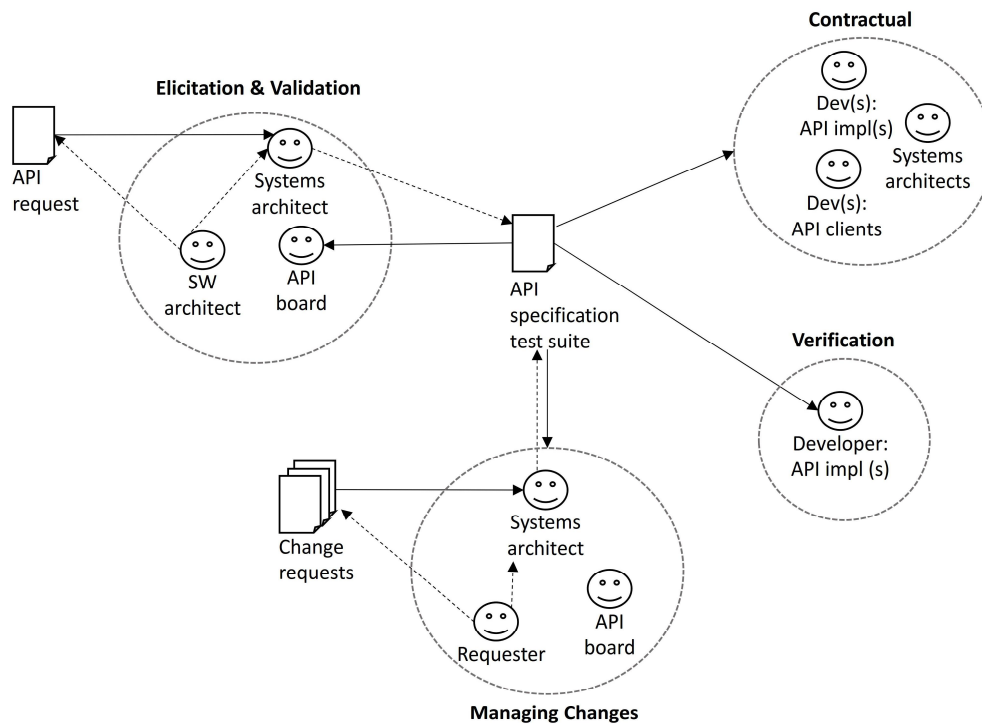 Contractual
Dev(s):
API impl(s)
Systems
architects
Dev(s):
API clients
Elicitation & Validation
API
request
Systems
architect
SW
architect
API
board
API
specification
test suite
Verification
Developer:
API impl (s)
Change
requests
Systems
architect
Requester
API
board
Managing Changes